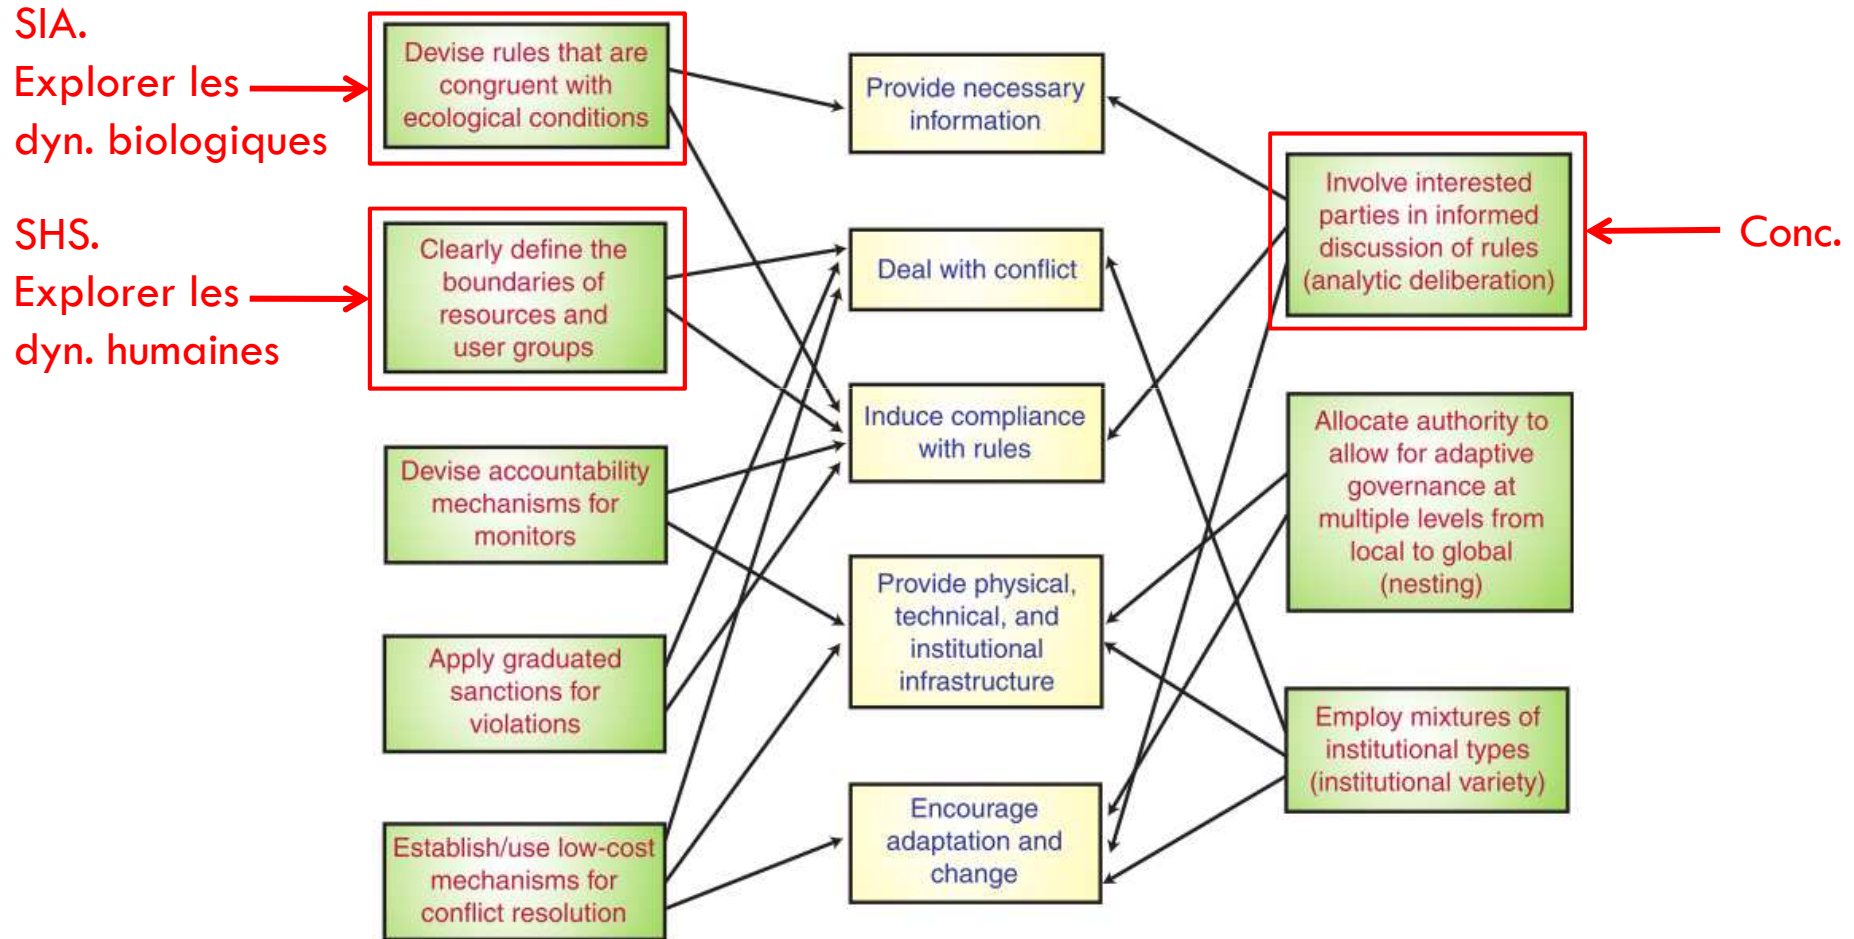 SIA.
Explorer les
dyn. biologiques
SHS.
Explorer les
dyn. humaines
Devise rules that are
congruent with
ecological conditions
Clearly define the
boundaries of
resources and
user groups
Devise accountability
mechanisms for
monitors
Apply graduated
sanctions for
violations
Establish/use low-cost
mechanisms for
conflict resolution
Provide necessary
information
Deal with conflict
Induce compliance
with rules
Provide physical,
technical, and
institutional
infrastructure
Encourage
adaptation and
change
Involve interested
parties in informed
discussion of rules
(analytic deliberation)
Allocate authority to
allow for adaptive
governance at
multiple levels from
local to global
(nesting)
Employ mixtures of
institutional types
(institutional variety)
Conc.